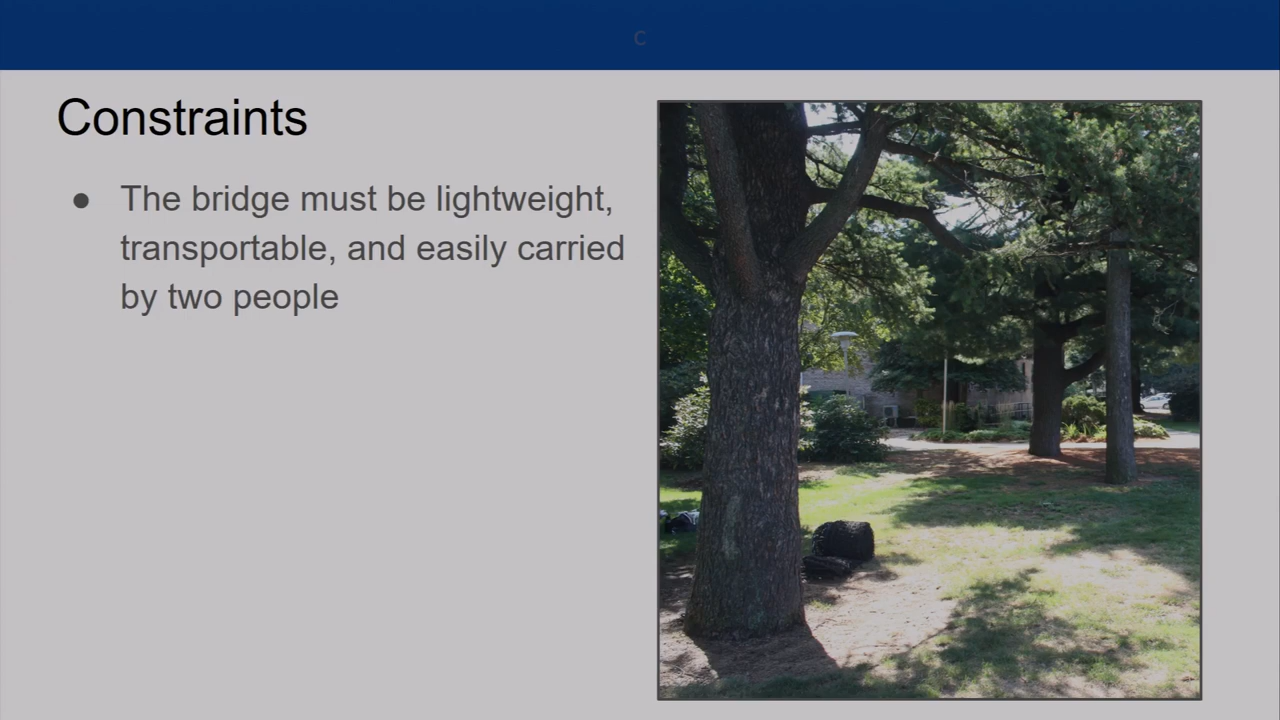 C
Constraints
● The bridge must be lightweight,
transportable, and easily carried
by two people